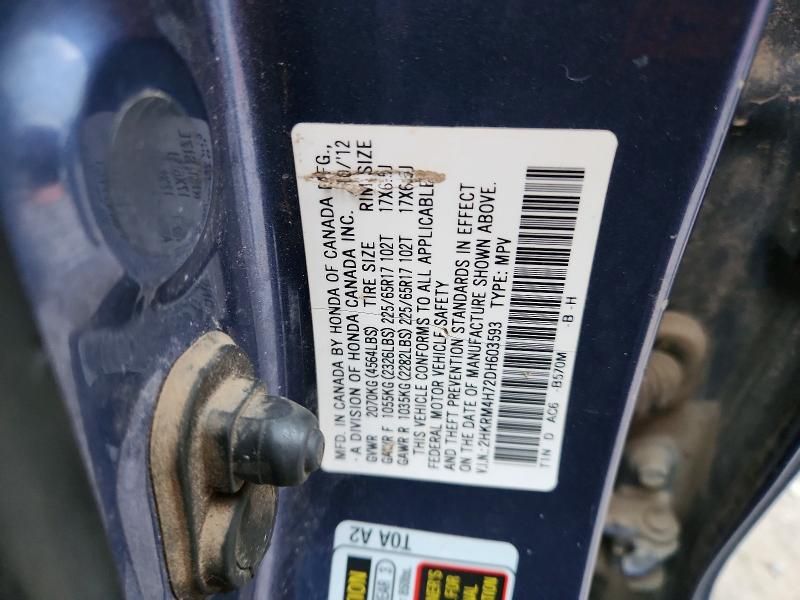 MFD. IN CANADA BY HONDA OF CANADA MFG.,
A DIVISION OF HONDA CANADA INC. /12
GVWR 2070KG (4564LBS) TIRE SIZE RIM SIZE
GAWR F 1055KG (2326LBS) 225/65R17 102T 17X6.5J
GAWR R 1035KG (2282LBS) 225/65R17 102T 17X6.5J
THIS VEHICLE CONFORMS TO ALL APPLICABLE
FEDERAL MOTOR VEHICLE SAFETY
AND THEFT PREVENTION STANDARDS IN EFFECT
ON THE DATE OF MANUFACTURE SHOWN ABOVE.
V.I.N.: 2HKRM4H72DH603593 TYPE: MPV
TIN D AC6 -B570M -B -H
T0A A2